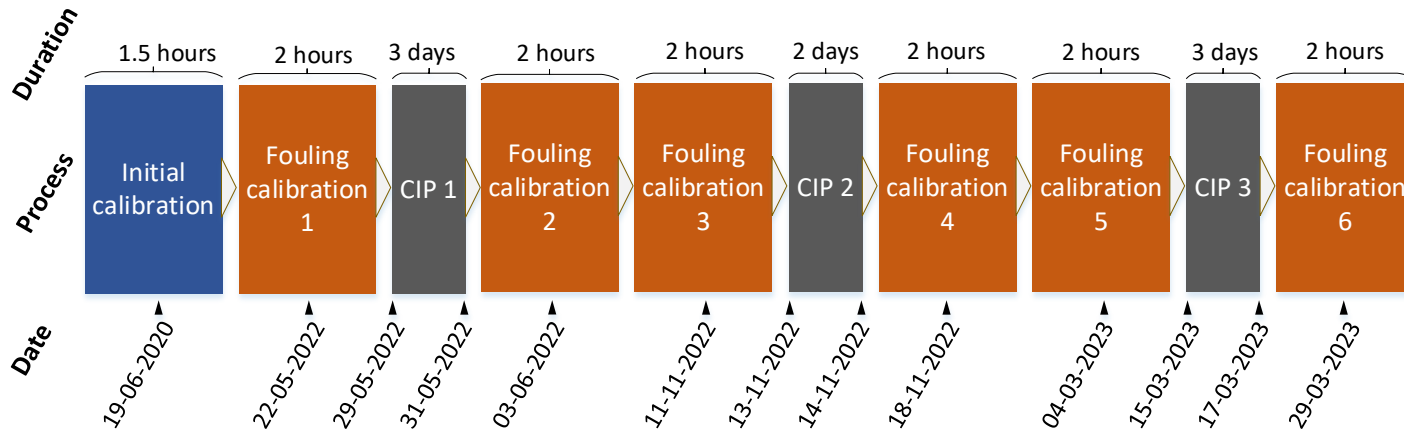 Duration
1.5 hours
2 hours
3 days
2 hours
2 hours
2 days
2 hours
2 hours
3 days
2 hours
Process
Initial
calibration
Fouling
calibration
1
CIP 1
Fouling
calibration
2
Fouling
calibration
3
CIP 2
Fouling
calibration
4
Fouling
calibration
5
CIP 3
Fouling
calibration
6
Date
19-06-2020
22-05-2022
29-05-2022
31-05-2022
03-06-2022
11-11-2022
13-11-2022
14-11-2022
18-11-2022
04-03-2023
15-03-2023
17-03-2023
29-03-2023